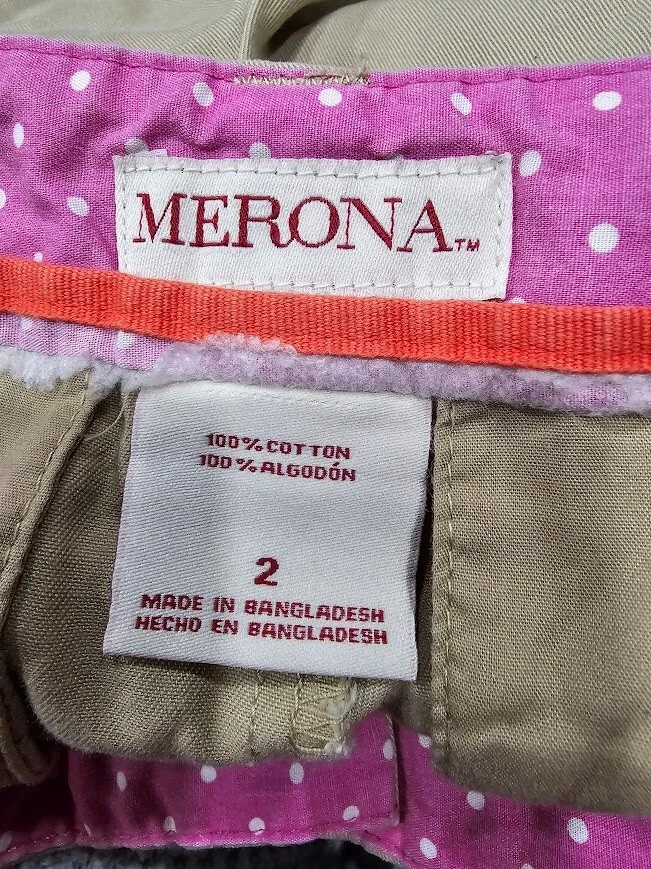 MERONA™
100% COTTON
100% ALGODÓN
2
MADE IN BANGLADESH
HECHO EN BANGLADESH